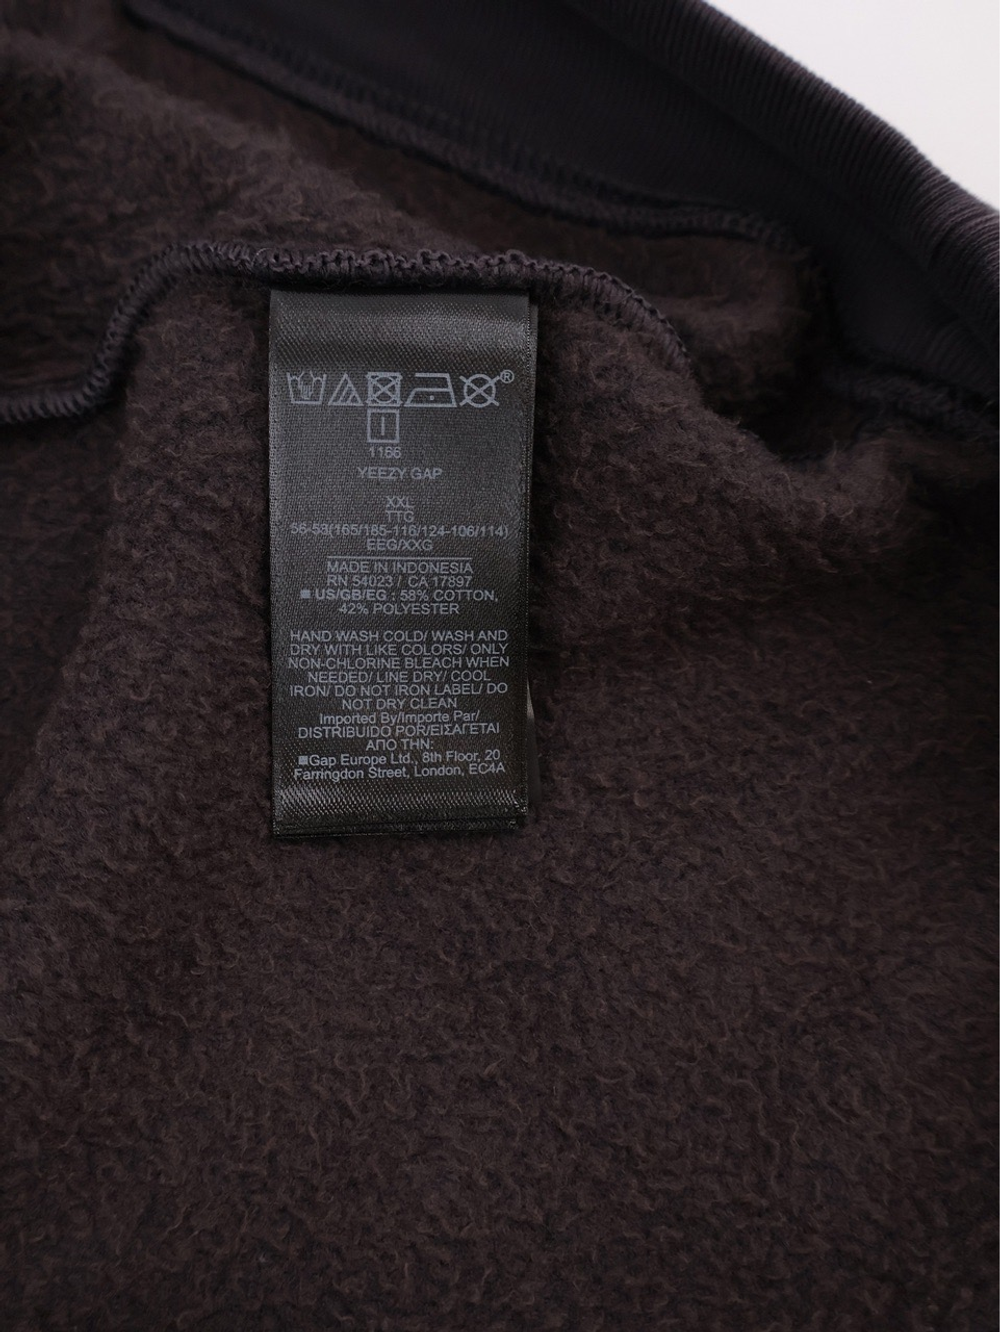 ®
1166
YEEZY GAP
XXL
TTG
56-58(165/185-116/124-106/114)
EEG/XXG
MADE IN INDONESIA
RN 54023 / CA 17897
■ US/GB/EG : 58% COTTON,
42% POLYESTER
HAND WASH COLD/ WASH AND
DRY WITH LIKE COLORS/ ONLY
NON-CHLORINE BLEACH WHEN
NEEDED/ LINE DRY/ COOL
IRON/ DO NOT IRON LABEL/ DO
NOT DRY CLEAN
Imported By/Importe Par/
DISTRIBUIDO POR/ΕΙΣΑΓΕΤΑΙ
ΑΠΟ ΤΗΝ:
■Gap Europe Ltd., 8th Floor, 20
Farringdon Street, London, EC4A